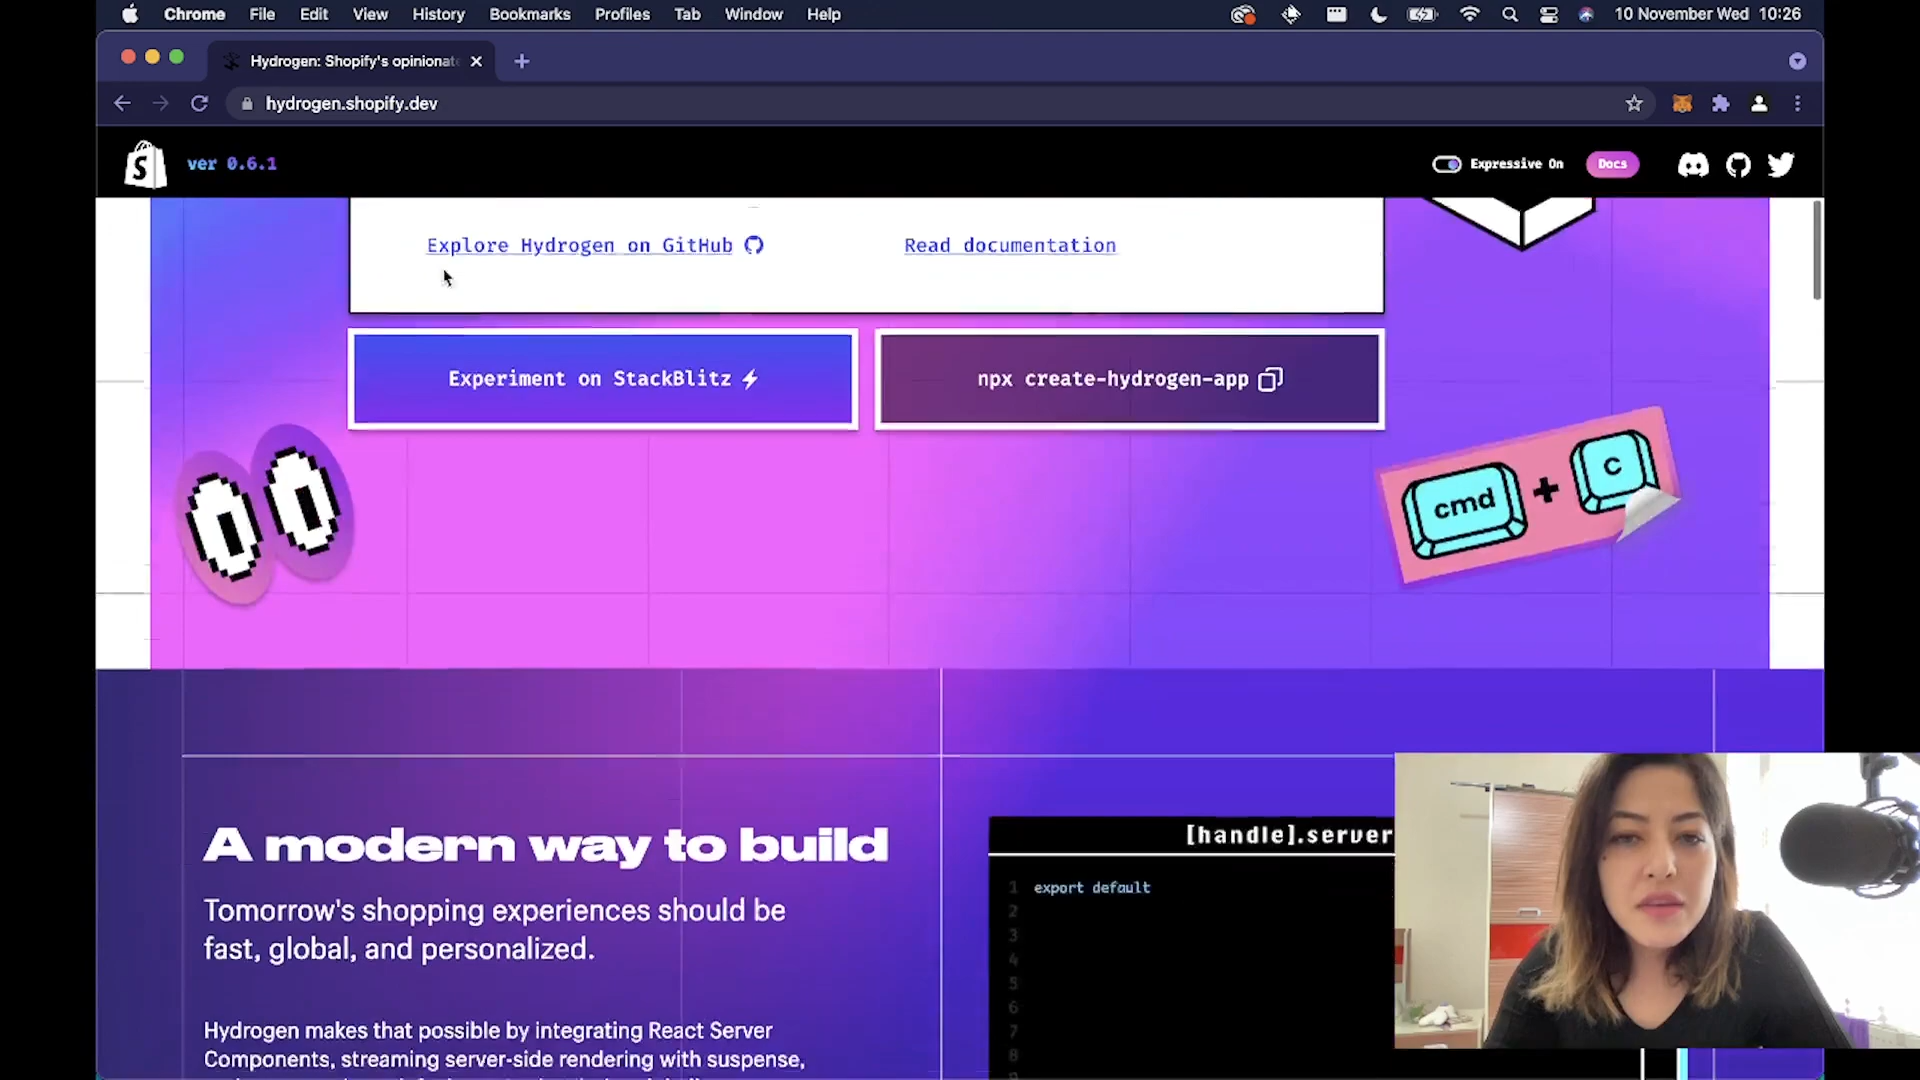 Chrome File Edit View History Bookmarks Profiles Tab Window Help 10 November Wed 10:26
Hydrogen: Shopify's opinionat
hydrogen.shopify.dev
ver 0.6.1 Expressive On Docs
Explore Hydrogen on GitHub Read documentation
Experiment on StackBlitz npx create-hydrogen-app
cmd + C
A modern way to build
Tomorrow's shopping experiences should be
fast, global, and personalized.
Hydrogen makes that possible by integrating React Server
Components, streaming server-side rendering with suspense,
[handle].server
1 export default
2
3
4
5
6
7
8